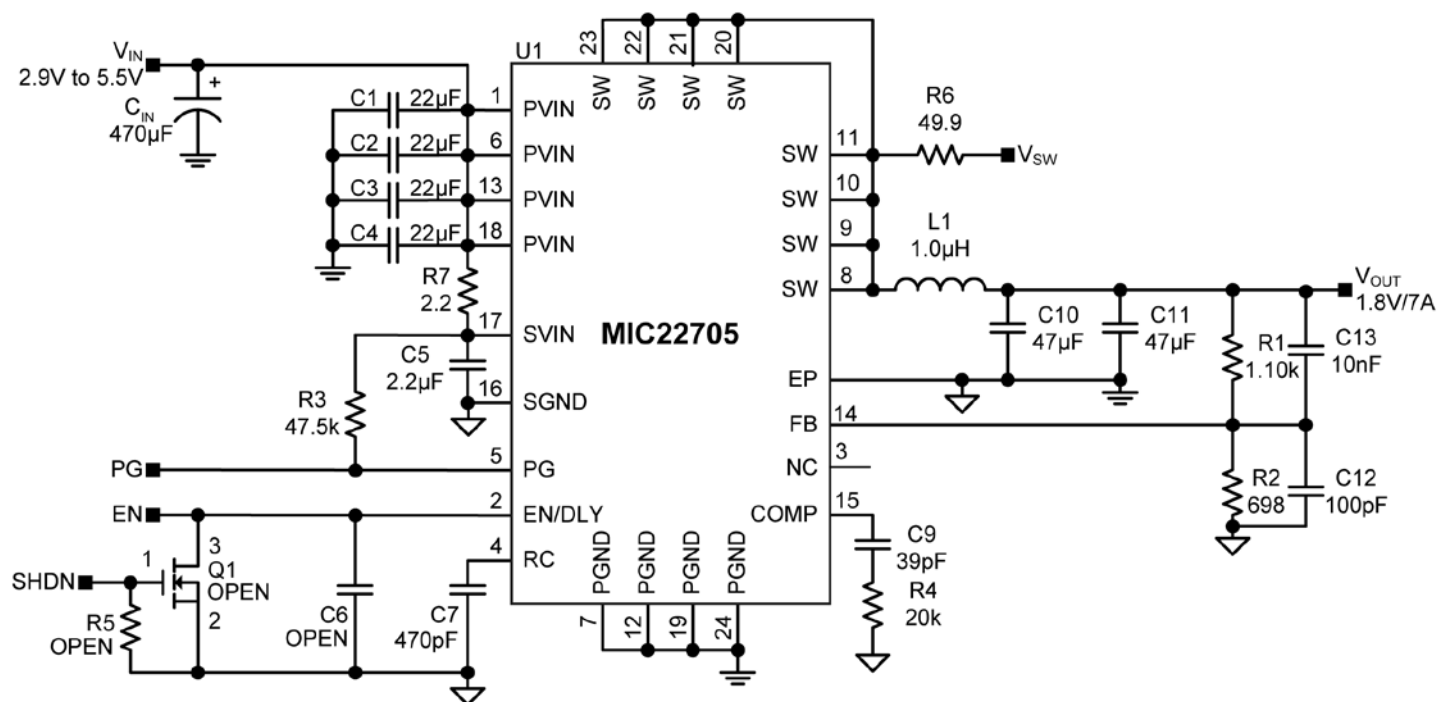 V_IN
2.9V to 5.5V
+
C_IN
470µF
C1 22µF
C2 22µF
C3 22µF
C4 22µF
R7
2.2
C5
2.2µF
R3
47.5k
PG
EN
SHDN
1
3
Q1
OPEN
2
R5
OPEN
C6
OPEN
C7
470pF
U1
MIC22705
1 PVIN
6 PVIN
13 PVIN
18 PVIN
17 SVIN
16 SGND
5 PG
2 EN/DLY
4 RC
23 22 21 20
SW SW SW SW
SW 11
SW 10
SW 9
SW 8
EP
FB 14
NC 3
COMP 15
PGND PGND PGND PGND
7 12 19 24
R6
49.9
V_SW
L1
1.0µH
V_OUT
1.8V/7A
C10
47µF
C11
47µF
R1
1.10k
C13
10nF
R2
698
C12
100pF
C9
39pF
R4
20k